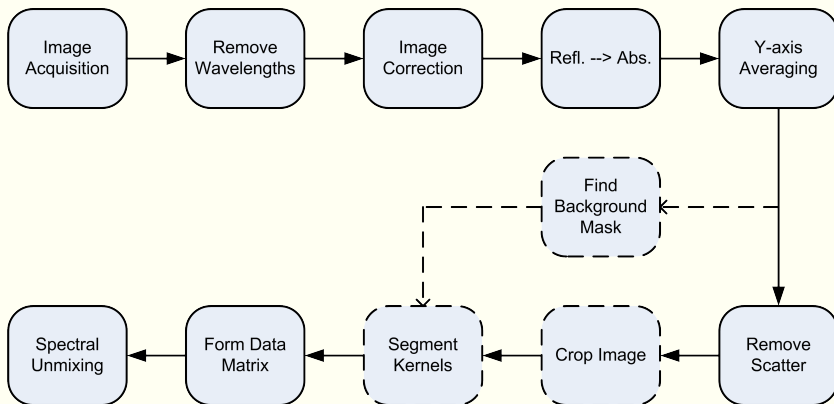 Image
Acquisition
Remove
Wavelengths
Image
Correction
Refl. --> Abs.
Y-axis
Averaging
Find
Background
Mask
Spectral
Unmixing
Form Data
Matrix
Segment
Kernels
Crop Image
Remove
Scatter